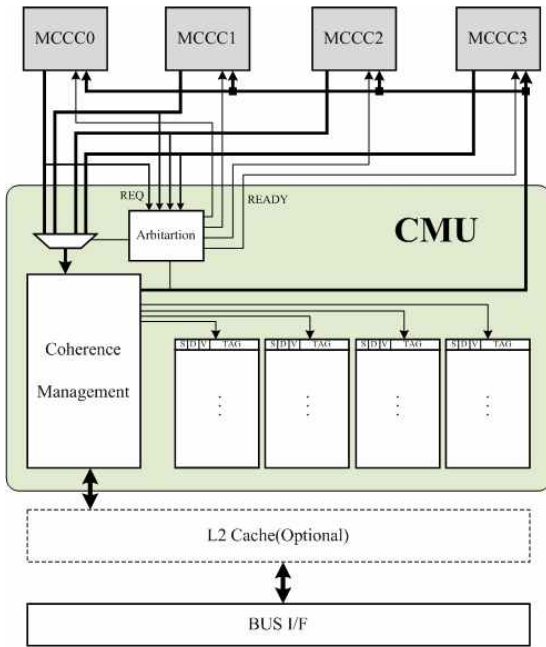 MCCC0 MCCC1 MCCC2 MCCC3
REQ READY
Arbitartion
CMU
Coherence
Management
S D V TAG S D V TAG S D V TAG S D V TAG
L2 Cache(Optional)
BUS I/F